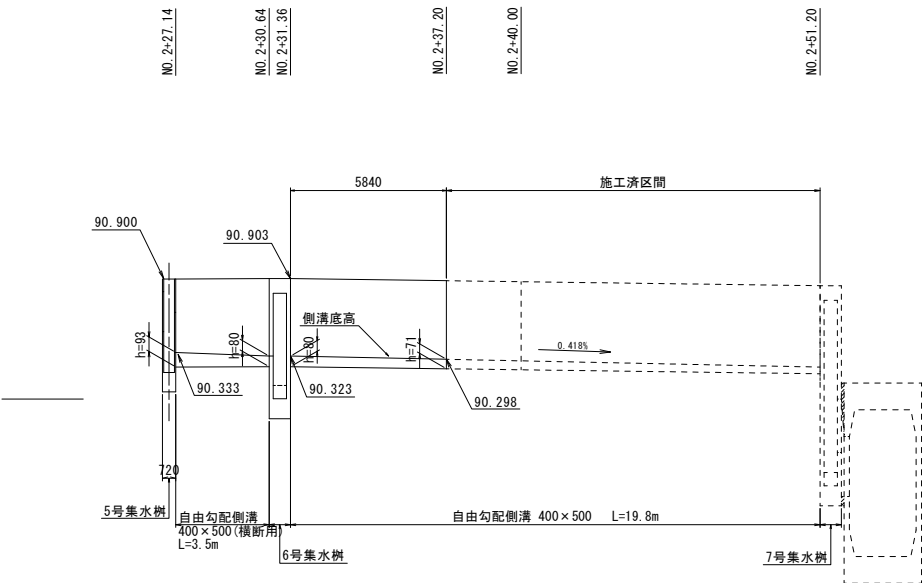 NO.2+27.14
NO.2+30.64
NO.2+31.36
NO.2+37.20
NO.2+40.00
NO.2+51.20
5840
施工済区間
90.900
90.903
側溝底高
h=93
h=80
h=80
h=71
0.418%
90.333
90.323
90.298
720
5号集水桝
自由勾配側溝
400×500(横断用)
L=3.5m
自由勾配側溝 400×500 L=19.8m
6号集水桝
7号集水桝